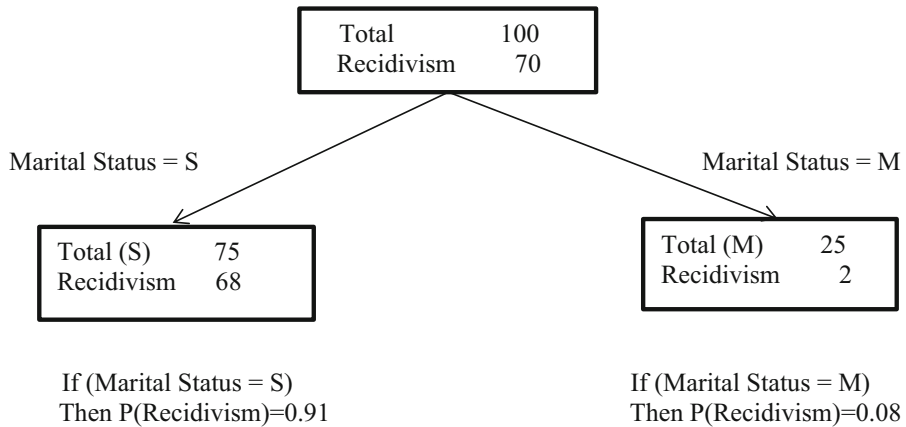 Total 100
Recidivism 70
Marital Status = S
Marital Status = M
Total (S) 75
Recidivism 68
Total (M) 25
Recidivism 2
If (Marital Status = S)
Then P(Recidivism)=0.91
If (Marital Status = M)
Then P(Recidivism)=0.08